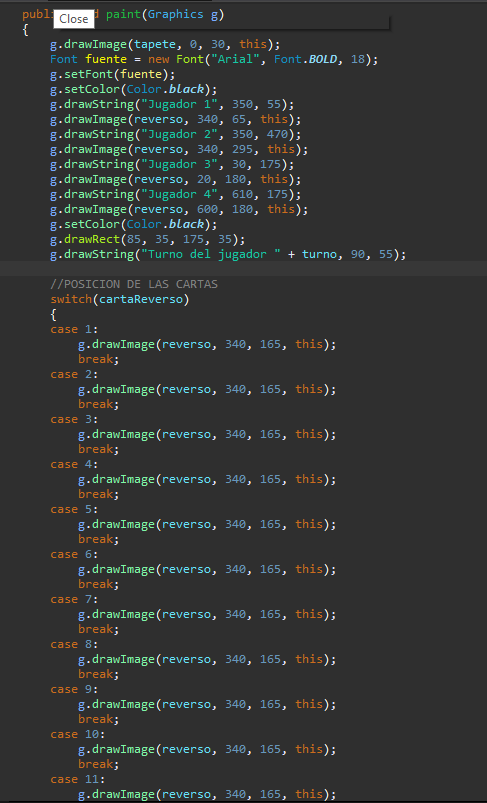 publ d paint(Graphics g)
Close
{
g.drawImage(tapete, 0, 30, this);
Font fuente = new Font("Arial", Font.BOLD, 18);
g.setFont(fuente);
g.setColor(Color.black);
g.drawString("Jugador 1", 350, 55);
g.drawImage(reverso, 340, 65, this);
g.drawString("Jugador 2", 350, 470);
g.drawImage(reverso, 340, 295, this);
g.drawString("Jugador 3", 30, 175);
g.drawImage(reverso, 20, 180, this);
g.drawString("Jugador 4", 610, 175);
g.drawImage(reverso, 600, 180, this);
g.setColor(Color.black);
g.drawRect(85, 35, 175, 35);
g.drawString("Turno del jugador " + turno, 90, 55);
//POSICION DE LAS CARTAS
switch(cartaReverso)
{
case 1:
g.drawImage(reverso, 340, 165, this);
break;
case 2:
g.drawImage(reverso, 340, 165, this);
break;
case 3:
g.drawImage(reverso, 340, 165, this);
break;
case 4:
g.drawImage(reverso, 340, 165, this);
break;
case 5:
g.drawImage(reverso, 340, 165, this);
break;
case 6:
g.drawImage(reverso, 340, 165, this);
break;
case 7:
g.drawImage(reverso, 340, 165, this);
break;
case 8:
g.drawImage(reverso, 340, 165, this);
break;
case 9:
g.drawImage(reverso, 340, 165, this);
break;
case 10:
g.drawImage(reverso, 340, 165, this);
break;
case 11:
g.drawImage(reverso, 340, 165, this);